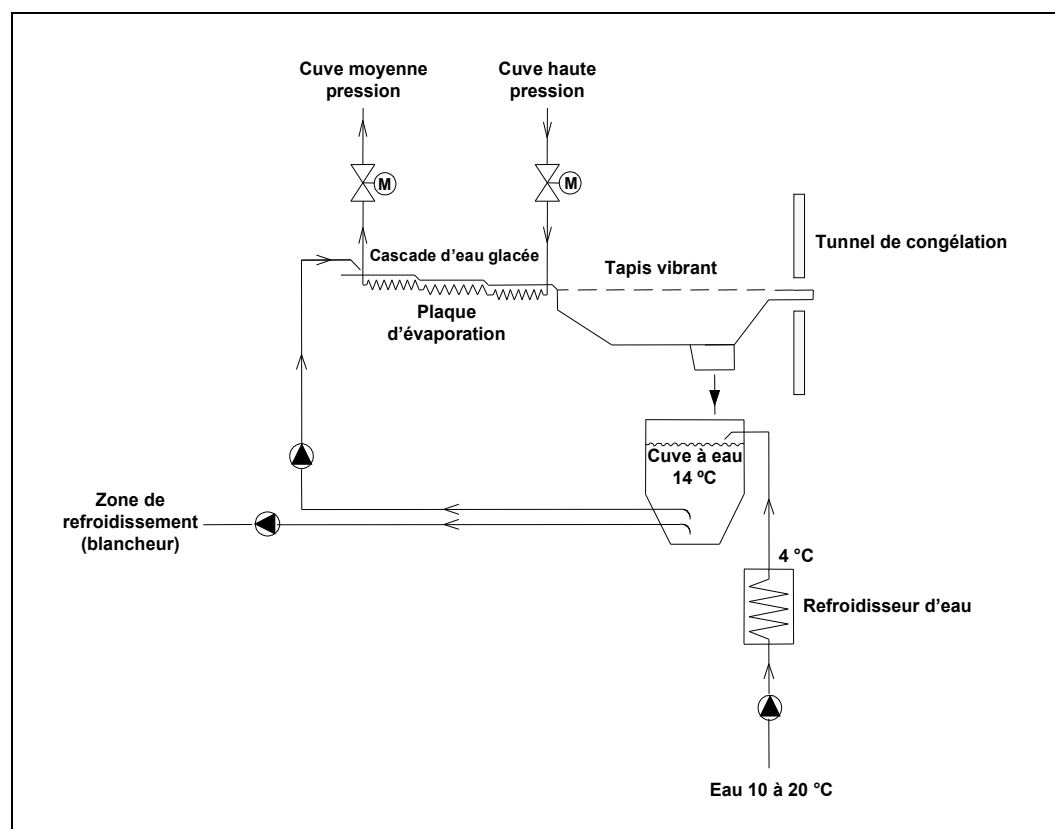 Cuve moyenne
pression
Cuve haute
pression
M
M
Tunnel de congélation
Cascade d'eau glacée
Tapis vibrant
Plaque
d'évaporation
Cuve à eau
14 ºC
Zone de
refroidissement
(blancheur)
4 °C
Refroidisseur d'eau
Eau 10 à 20 °C